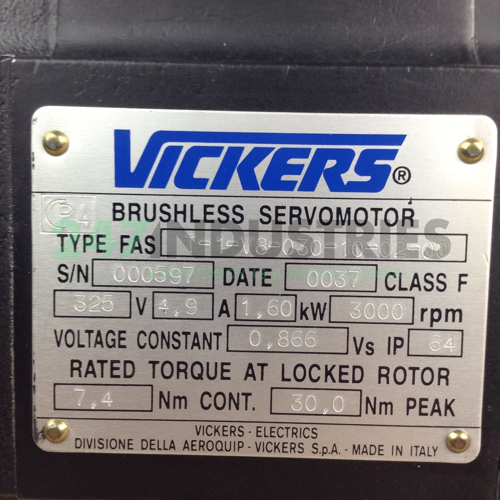 VICKERS®
BRUSHLESS SERVOMOTOR
TYPE FAS
S/N 000597 DATE 0037 CLASS F
325 V 4,9 A 1,60 kW 3000 rpm
VOLTAGE CONSTANT 0,866 Vs IP 64
RATED TORQUE AT LOCKED ROTOR
7,4 Nm CONT. 30,0 Nm PEAK
VICKERS - ELECTRICS
DIVISIONE DELLA AEROQUIP - VICKERS S.p.A. - MADE IN ITALY